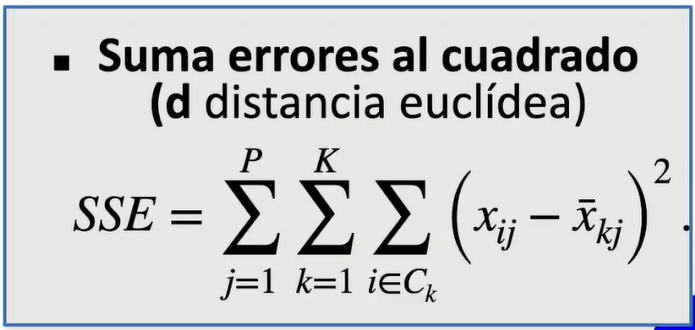 ▪ Suma errores al cuadrado
(d distancia euclídea)
P K
SSE = ∑ ∑ ∑ (x_{ij} − x̄_{kj})^2 .
j=1 k=1 i∈C_k